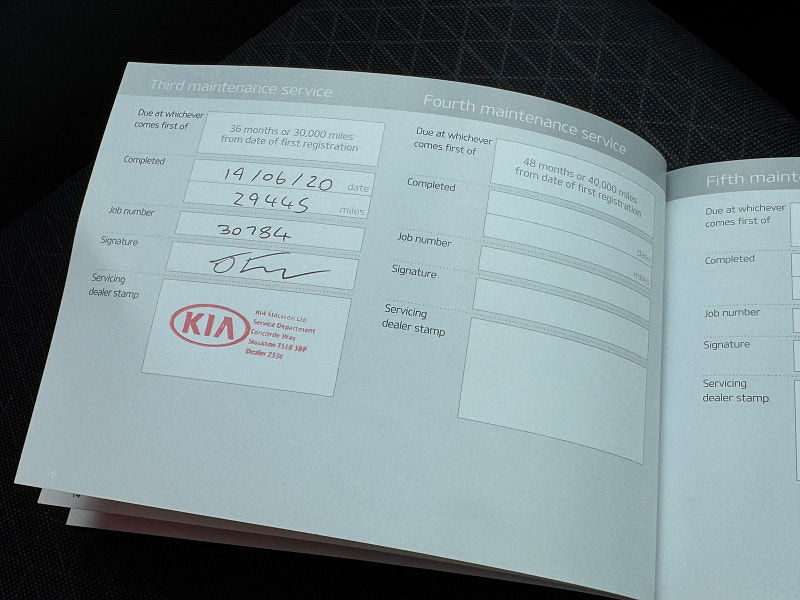 Third maintenance service
Due at whichever
comes first of
36 months or 30,000 miles
from date of first registration
Completed
19/06/20 date
29445 miles
Job number
30784
Signature
Servicing
dealer stamp
KIA
KIA Stockton Ltd
Service Department
Concorde Way
Stockton TS18 3RP
Dealer 2334
16
Fourth maintenance service
Due at whichever
comes first of
48 months or 40,000 miles
from date of first registration
Completed
date
miles
Job number
Signature
Servicing
dealer stamp
Fifth maint
Due at whichever
comes first of
Completed
Job number
Signature
Servicing
dealer stamp